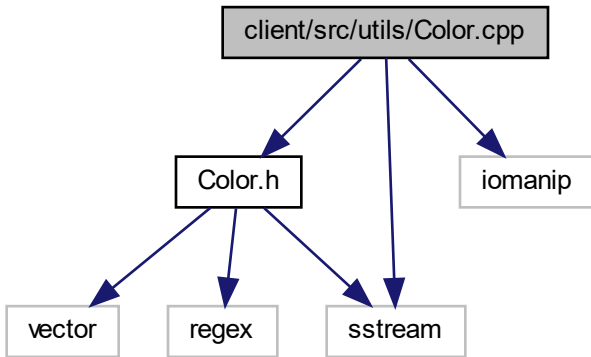 client/src/utils/Color.cpp
Color.h
iomanip
vector
regex
sstream